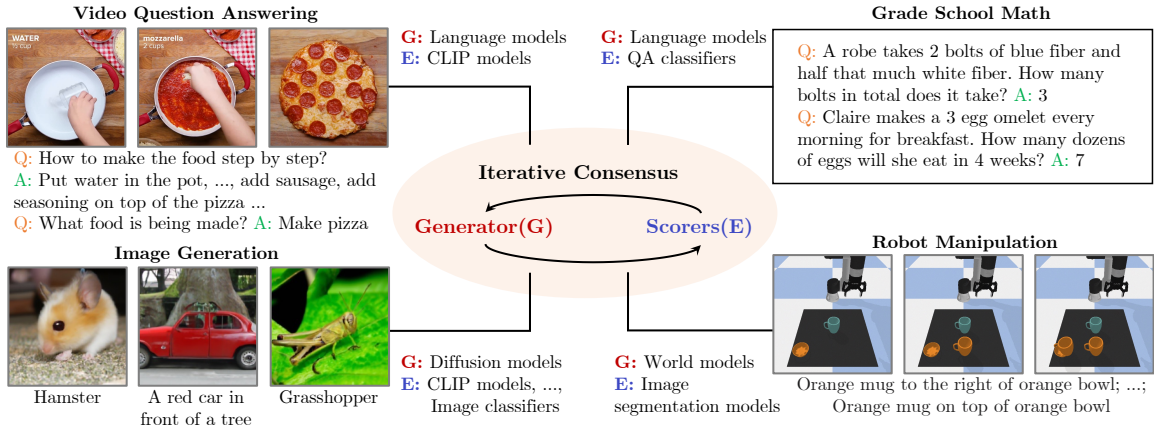 Video Question Answering
WATER
½ cup
mozzarella
2 cups
Q: How to make the food step by step?
A: Put water in the pot, ..., add sausage, add
seasoning on top of the pizza ...
Q: What food is being made? A: Make pizza
G: Language models
E: CLIP models
G: Language models
E: QA classifiers
Grade School Math
Q: A robe takes 2 bolts of blue fiber and
half that much white fiber. How many
bolts in total does it take? A: 3
Q: Claire makes a 3 egg omelet every
morning for breakfast. How many dozens
of eggs will she eat in 4 weeks? A: 7
Iterative Consensus
Generator(G)
Scorers(E)
Image Generation
Hamster
A red car in
front of a tree
Grasshopper
G: Diffusion models
E: CLIP models, ...,
Image classifiers
G: World models
E: Image
segmentation models
Robot Manipulation
Orange mug to the right of orange bowl; ...;
Orange mug on top of orange bowl